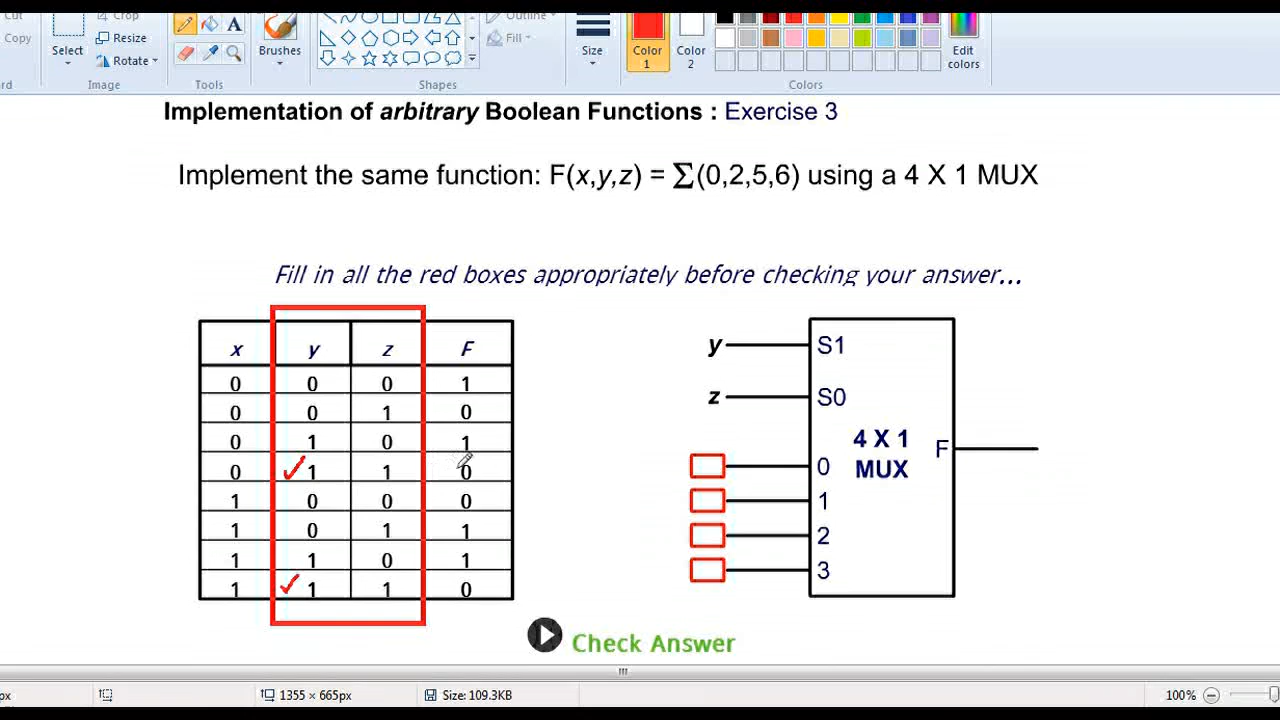 Cut
Crop
Outline
Copy
Select
Resize
Brushes
Fill
Size
Color
1
Color
2
Edit
colors
Rotate
Image
Tools
Shapes
Colors
Implementation of arbitrary Boolean Functions : Exercise 3
Implement the same function: F(x,y,z) = ∑(0,2,5,6) using a 4 X 1 MUX
Fill in all the red boxes appropriately before checking your answer...
x y z F
0 0 0 1
0 0 1 0
0 1 0 1
0 1 1 0
1 0 0 0
1 0 1 1
1 1 0 1
1 1 1 0
y S1
z S0
4 X 1
MUX
F
0
1
2
3
Check Answer
px
1355 × 665px
Size: 109.3KB
100%